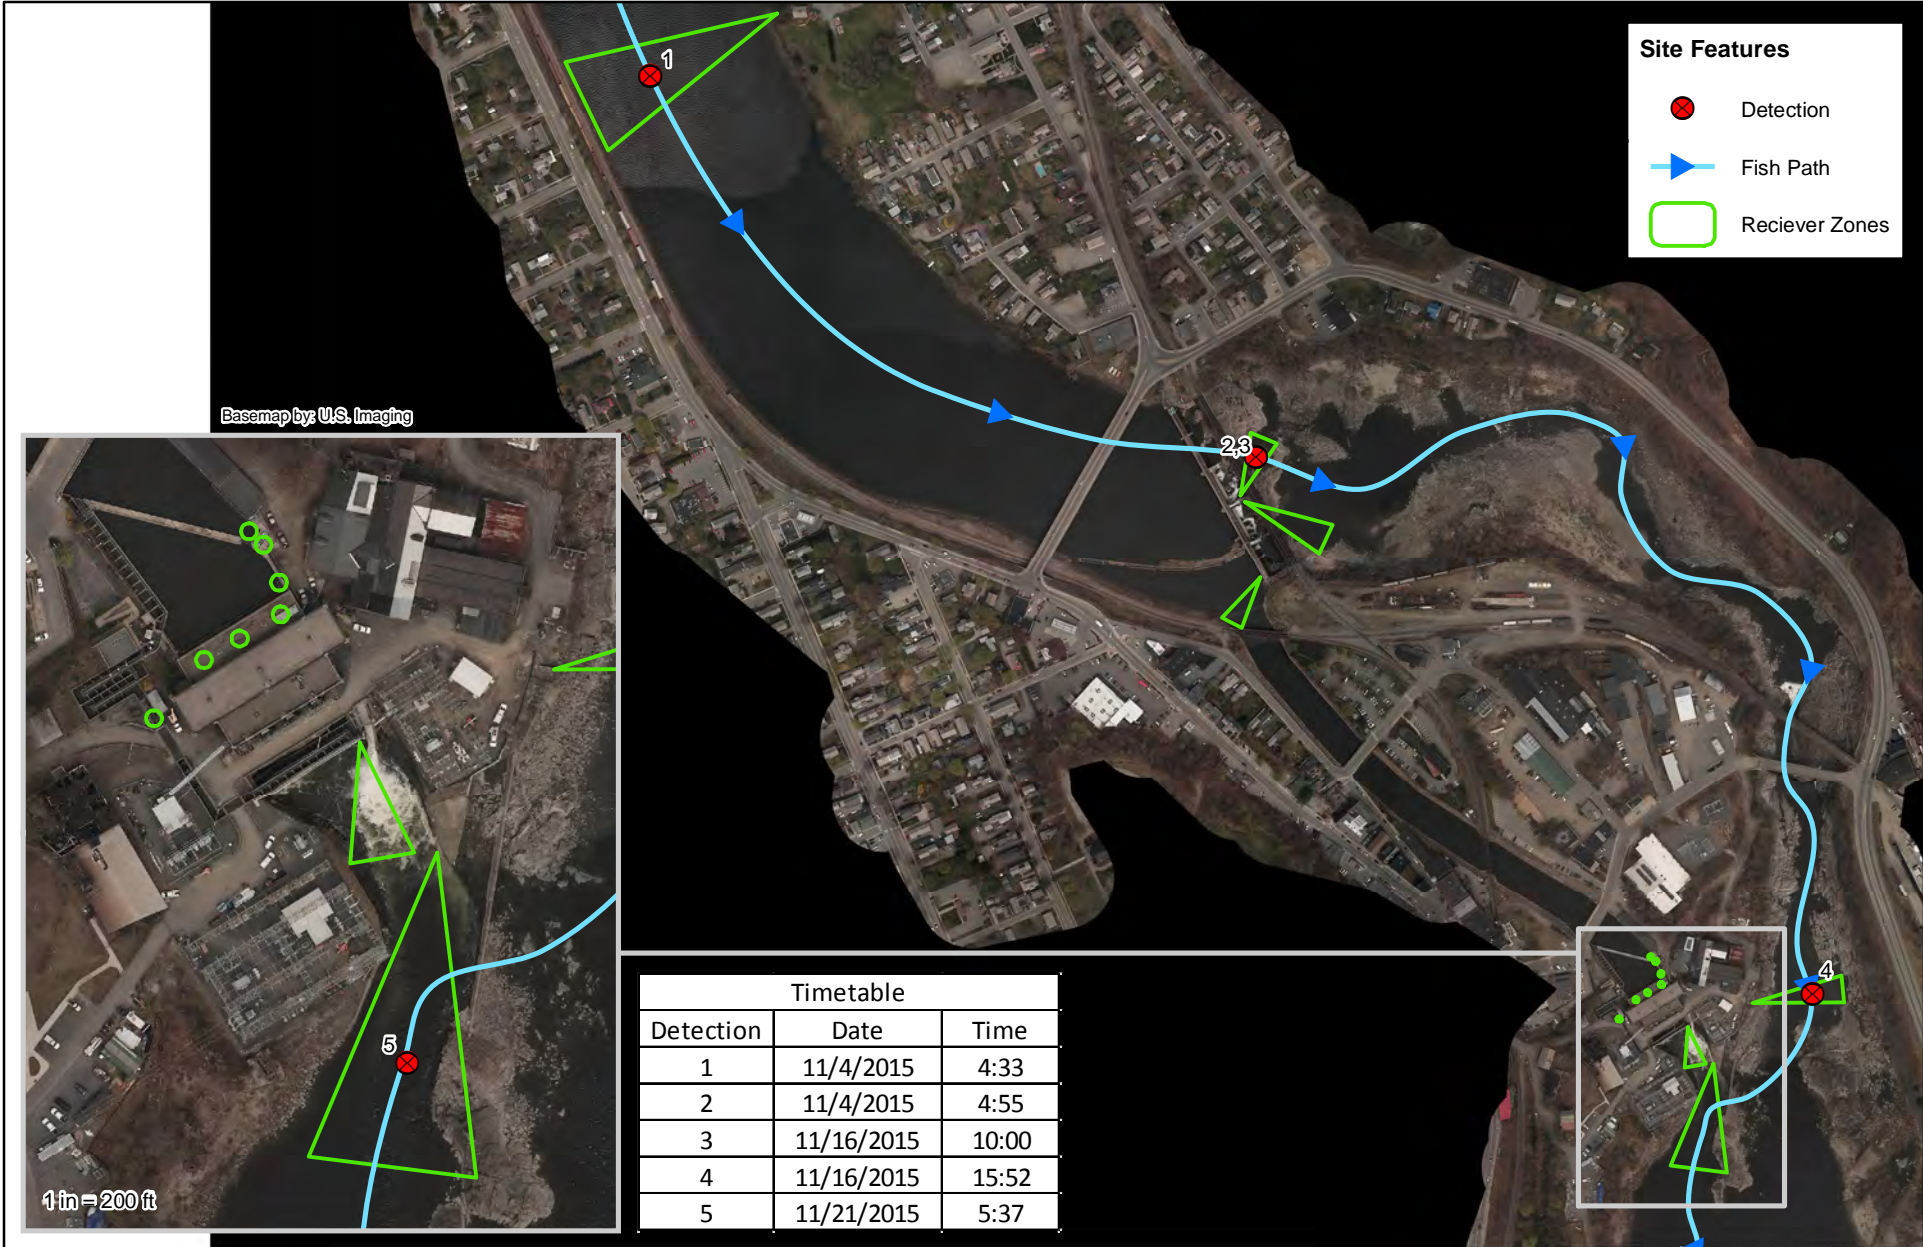 Site Features
Detection
Fish Path
Reciever Zones
1
2,3
4
Basemap by: U.S. Imaging
5
1 in = 200 ft
Timetable
Detection Date Time
1 11/4/2015 4:33
2 11/4/2015 4:55
3 11/16/2015 10:00
4 11/16/2015 15:52
5 11/21/2015 5:37